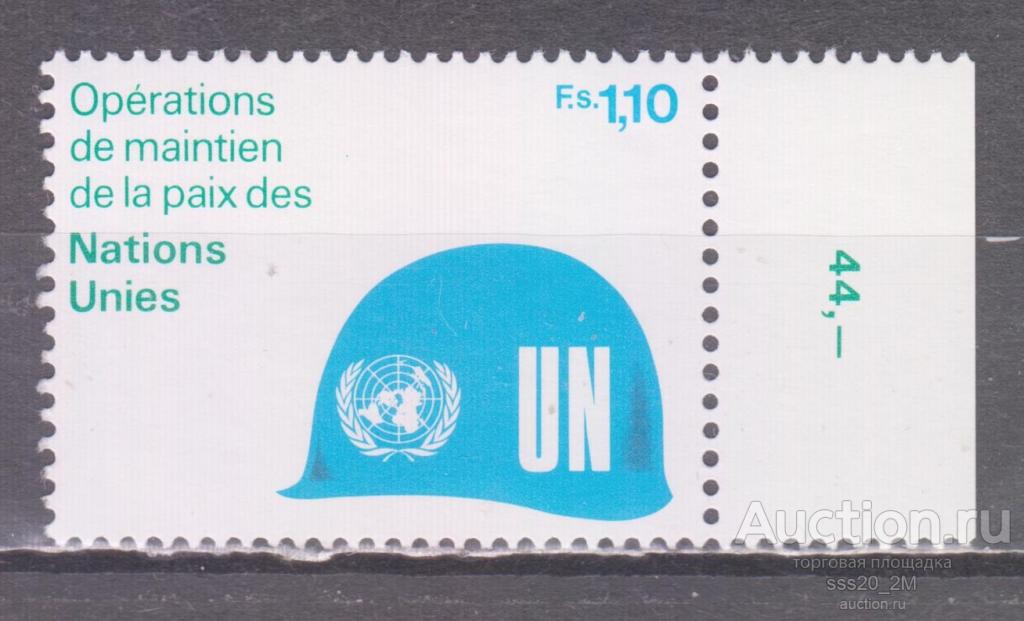 Opérations
de maintien
de la paix des
Nations
Unies
F.s.1,10
UN
44,–
Auction.ru
торговая площадка
sss20_2M
auction.ru